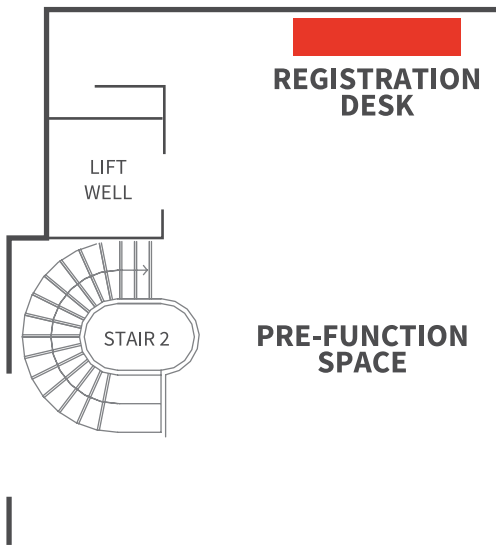 REGISTRATION
DESK
LIFT
WELL
STAIR 2
PRE-FUNCTION
SPACE